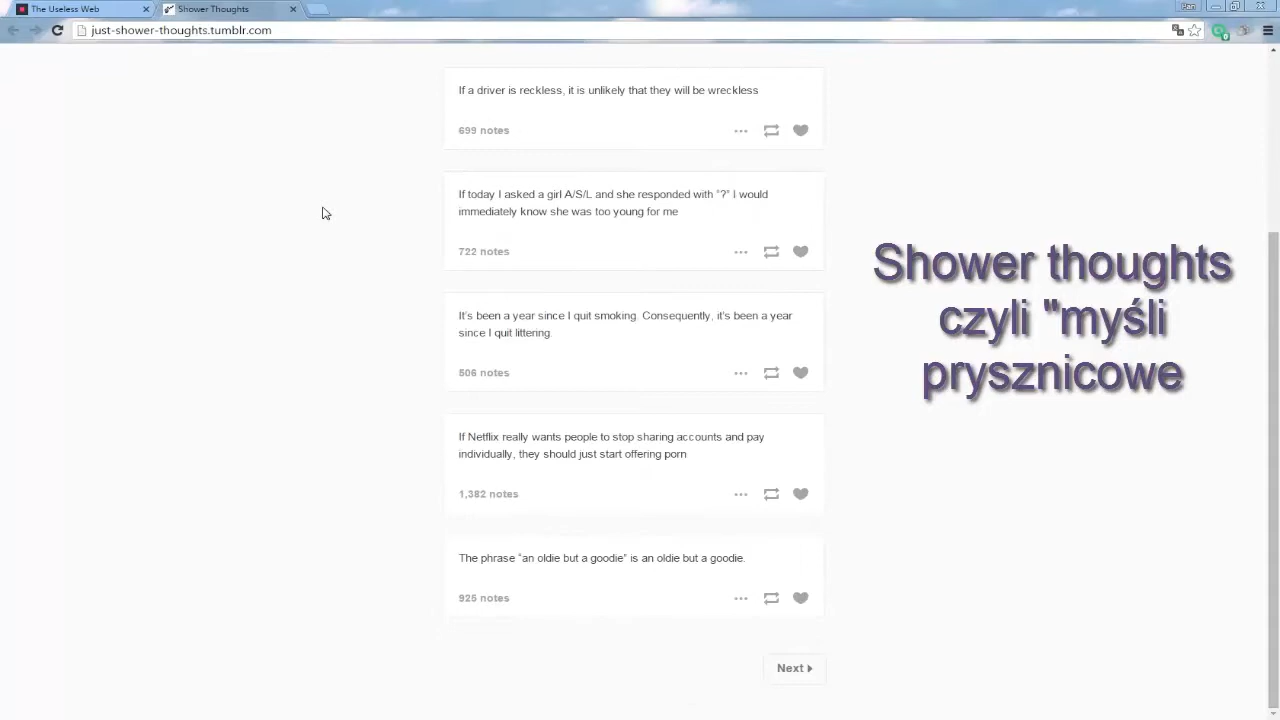 The Useless Web
Shower Thoughts
just-shower-thoughts.tumblr.com
If a driver is reckless, it is unlikely that they will be wreckless
699 notes
If today I asked a girl A/S/L and she responded with "?" I would
immediately know she was too young for me
722 notes
It's been a year since I quit smoking. Consequently, it's been a year
since I quit littering.
506 notes
If Netflix really wants people to stop sharing accounts and pay
individually, they should just start offering porn
1,382 notes
The phrase "an oldie but a goodie" is an oldie but a goodie.
925 notes
Next
Shower thoughts
czyli "myśli
prysznicowe